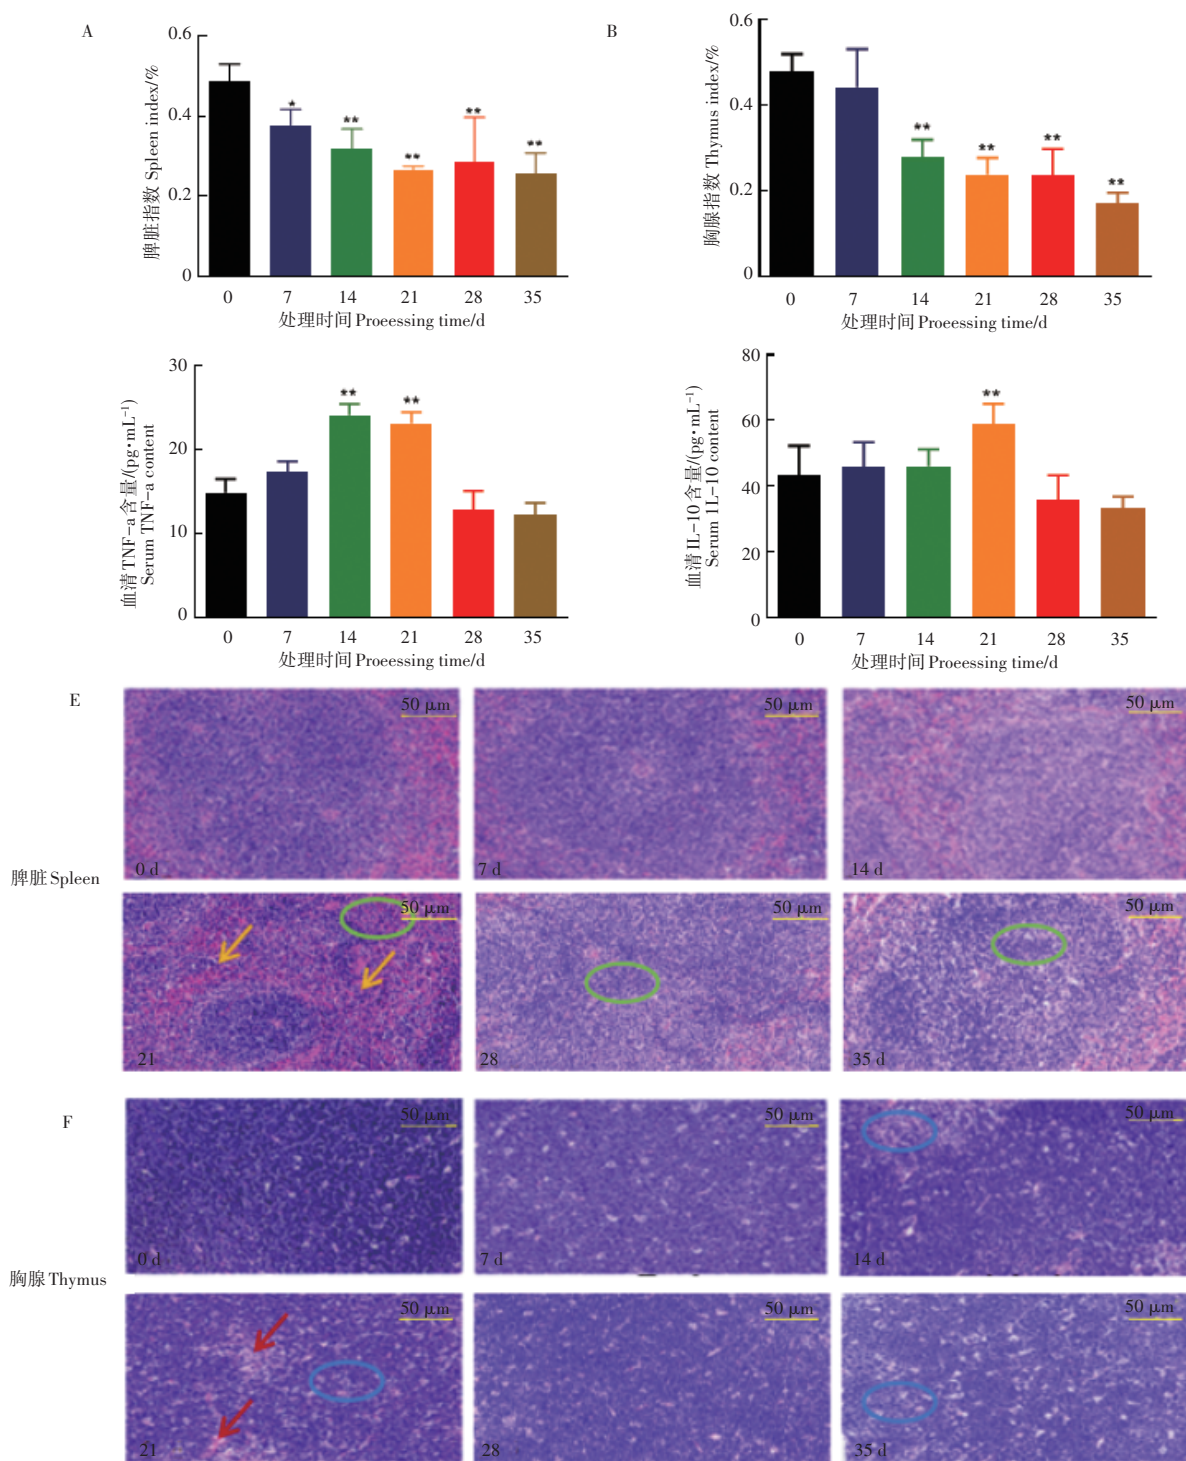 A
B
脾脏指数 Spleen index/%
0.6
0.4
0.2
0
*
**
**
**
**
0 7 14 21 28 35
处理时间 Proeessing time/d
胸腺指数 Thymus index/%
0.6
0.4
0.2
0
**
**
**
**
0 7 14 21 28 35
处理时间 Proeessing time/d
血清 TNF-a 含量/(pg·mL⁻¹)
Serum TNF-a content
30
20
10
0
**
**
0 7 14 21 28 35
处理时间 Proeessing time/d
血清 IL-10 含量/(pg·mL⁻¹)
Serum 1L-10 content
80
60
40
20
0
**
0 7 14 21 28 35
处理时间 Proeessing time/d
E
50 μm 50 μm 50 μm
0 d 7 d 14 d
脾脏 Spleen
50 μm 50 μm 50 μm
21 28 35 d
F
50 μm 50 μm 50 μm
0 d 7 d 14 d
胸腺 Thymus
50 μm 50 μm 50 μm
21 28 35 d